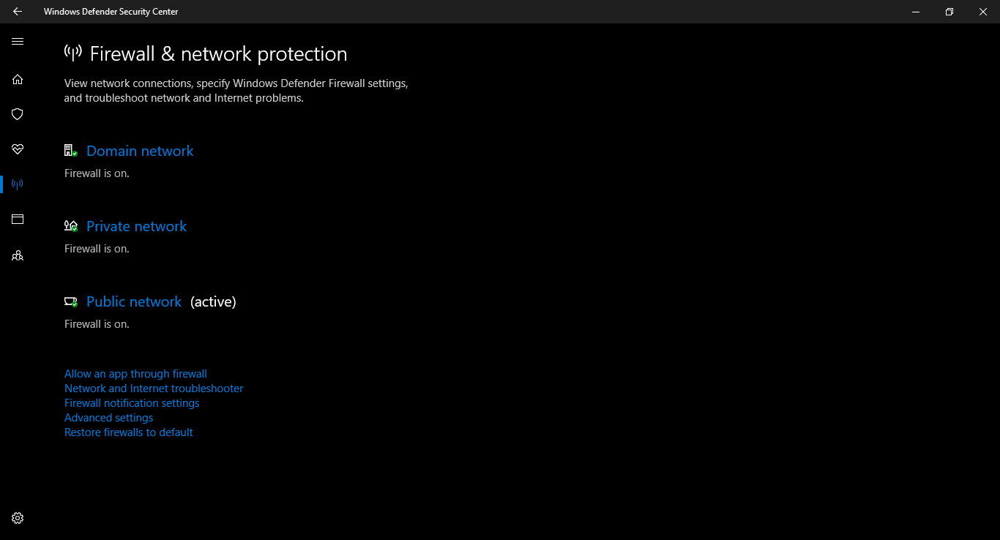 Windows Defender Security Center
Firewall & network protection
View network connections, specify Windows Defender Firewall settings,
and troubleshoot network and Internet problems.
Domain network
Firewall is on.
Private network
Firewall is on.
Public network (active)
Firewall is on.
Allow an app through firewall
Network and Internet troubleshooter
Firewall notification settings
Advanced settings
Restore firewalls to default